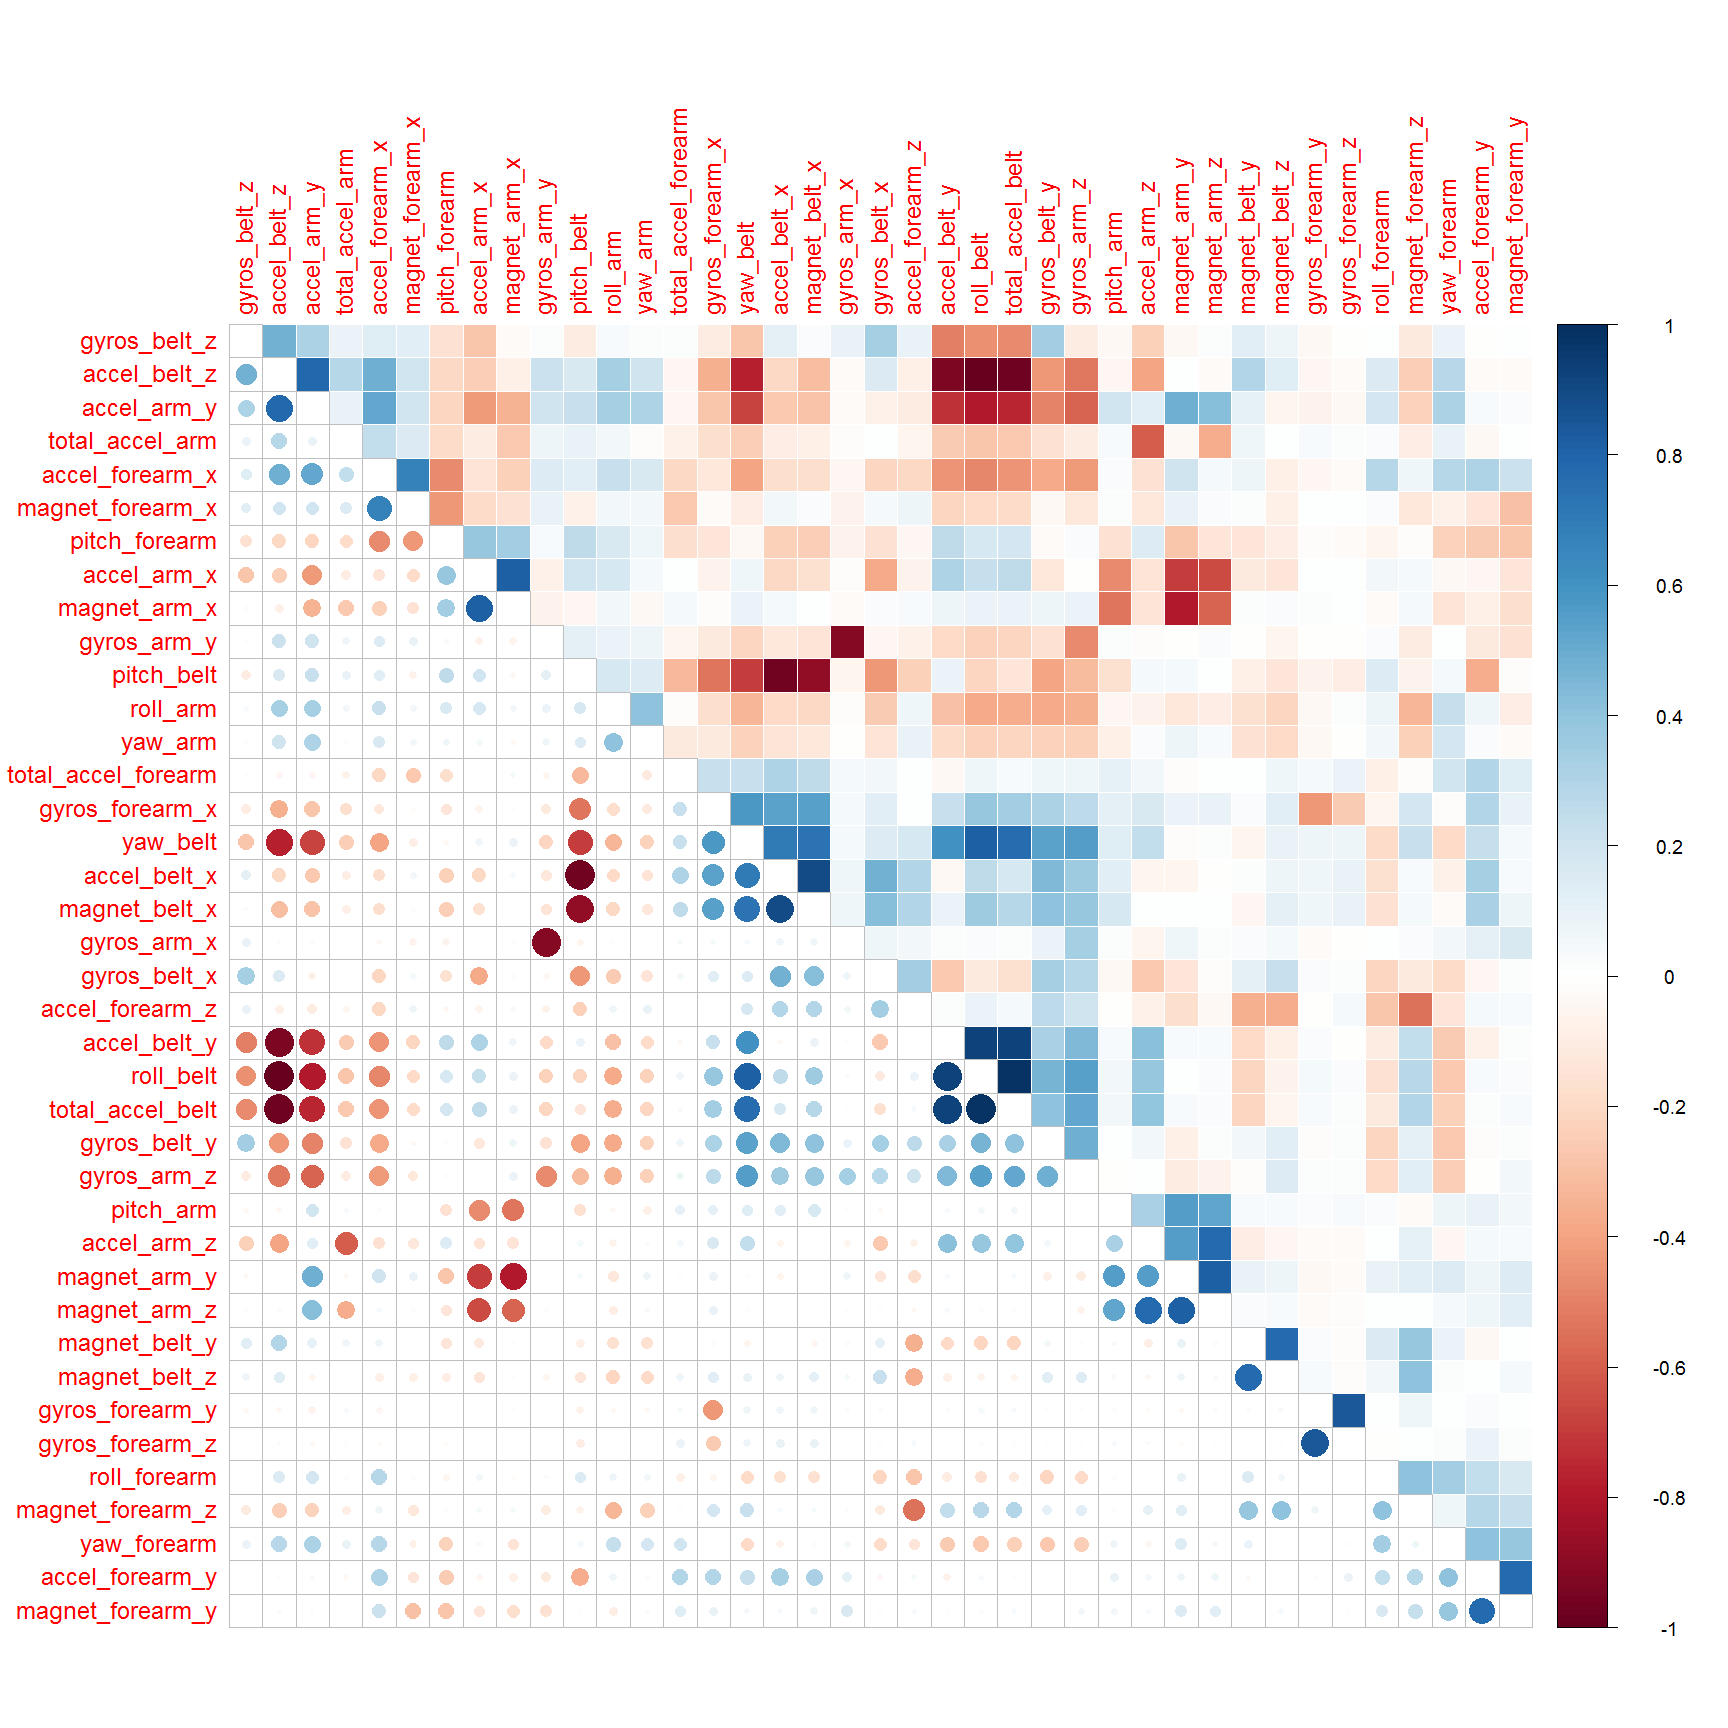 gyros_belt_z
accel_belt_z
accel_arm_y
total_accel_arm
accel_forearm_x
magnet_forearm_x
pitch_forearm
accel_arm_x
magnet_arm_x
gyros_arm_y
pitch_belt
roll_arm
yaw_arm
total_accel_forearm
gyros_forearm_x
yaw_belt
accel_belt_x
magnet_belt_x
gyros_arm_x
gyros_belt_x
accel_forearm_z
accel_belt_y
roll_belt
total_accel_belt
gyros_belt_y
gyros_arm_z
pitch_arm
accel_arm_z
magnet_arm_y
magnet_arm_z
magnet_belt_y
magnet_belt_z
gyros_forearm_y
gyros_forearm_z
roll_forearm
magnet_forearm_z
yaw_forearm
accel_forearm_y
magnet_forearm_y
gyros_belt_z
accel_belt_z
accel_arm_y
total_accel_arm
accel_forearm_x
magnet_forearm_x
pitch_forearm
accel_arm_x
magnet_arm_x
gyros_arm_y
pitch_belt
roll_arm
yaw_arm
total_accel_forearm
gyros_forearm_x
yaw_belt
accel_belt_x
magnet_belt_x
gyros_arm_x
gyros_belt_x
accel_forearm_z
accel_belt_y
roll_belt
total_accel_belt
gyros_belt_y
gyros_arm_z
pitch_arm
accel_arm_z
magnet_arm_y
magnet_arm_z
magnet_belt_y
magnet_belt_z
gyros_forearm_y
gyros_forearm_z
roll_forearm
magnet_forearm_z
yaw_forearm
accel_forearm_y
magnet_forearm_y
1
0.8
0.6
0.4
0.2
0
-0.2
-0.4
-0.6
-0.8
-1